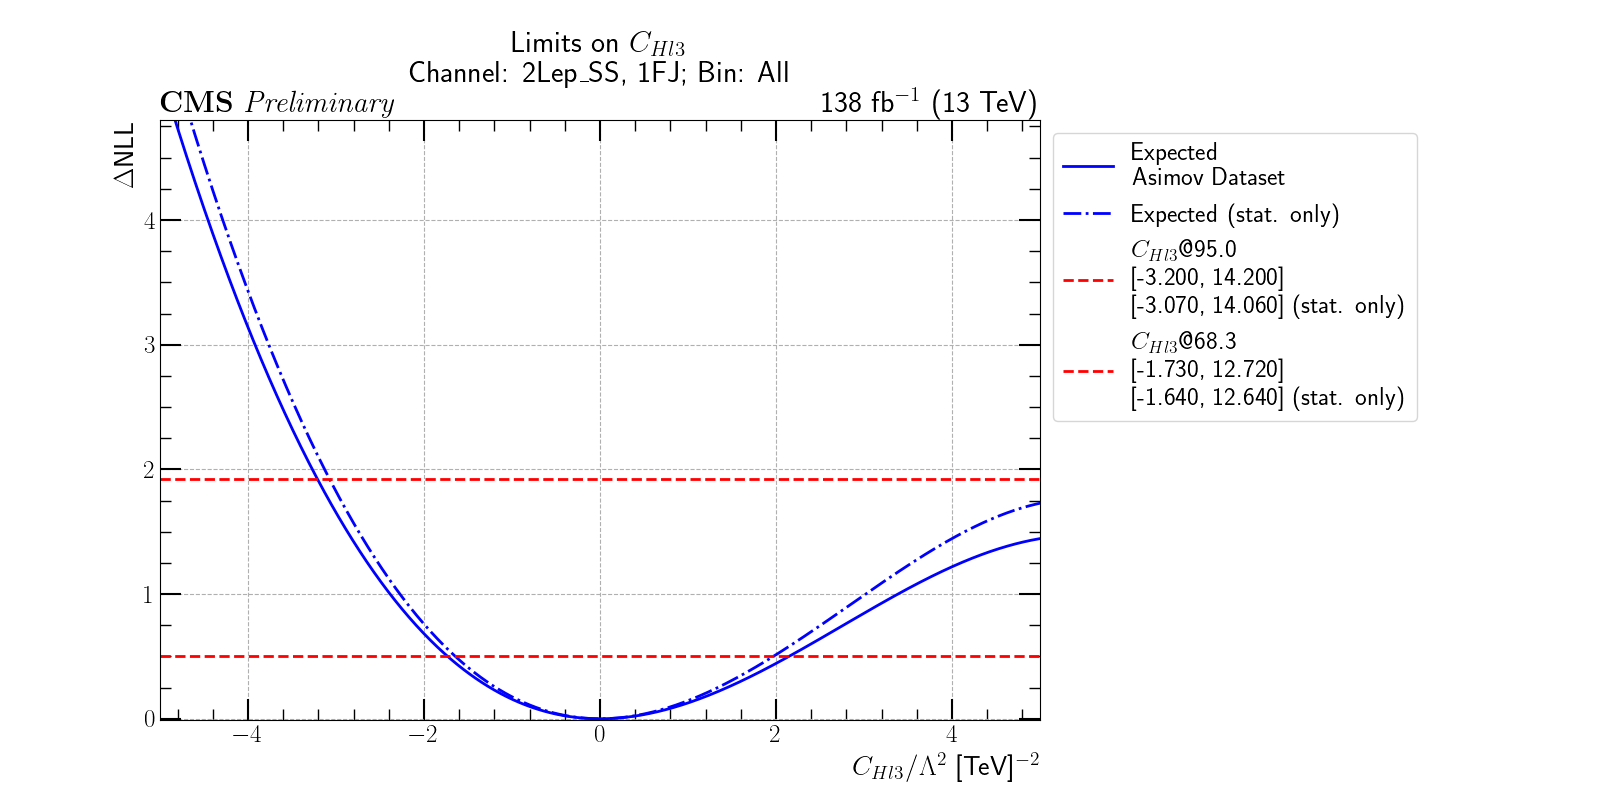 Limits on C_{Hl3}
Channel: 2Lep_SS, 1FJ; Bin: All
CMS Preliminary
138 fb^{-1} (13 TeV)
ΔNLL
4
3
2
1
0
−4
−2
0
2
4
C_{Hl3}/Λ^2 [TeV]^{-2}
Expected
Asimov Dataset
Expected (stat. only)
C_{Hl3}@95.0
[-3.200, 14.200]
[-3.070, 14.060] (stat. only)
C_{Hl3}@68.3
[-1.730, 12.720]
[-1.640, 12.640] (stat. only)